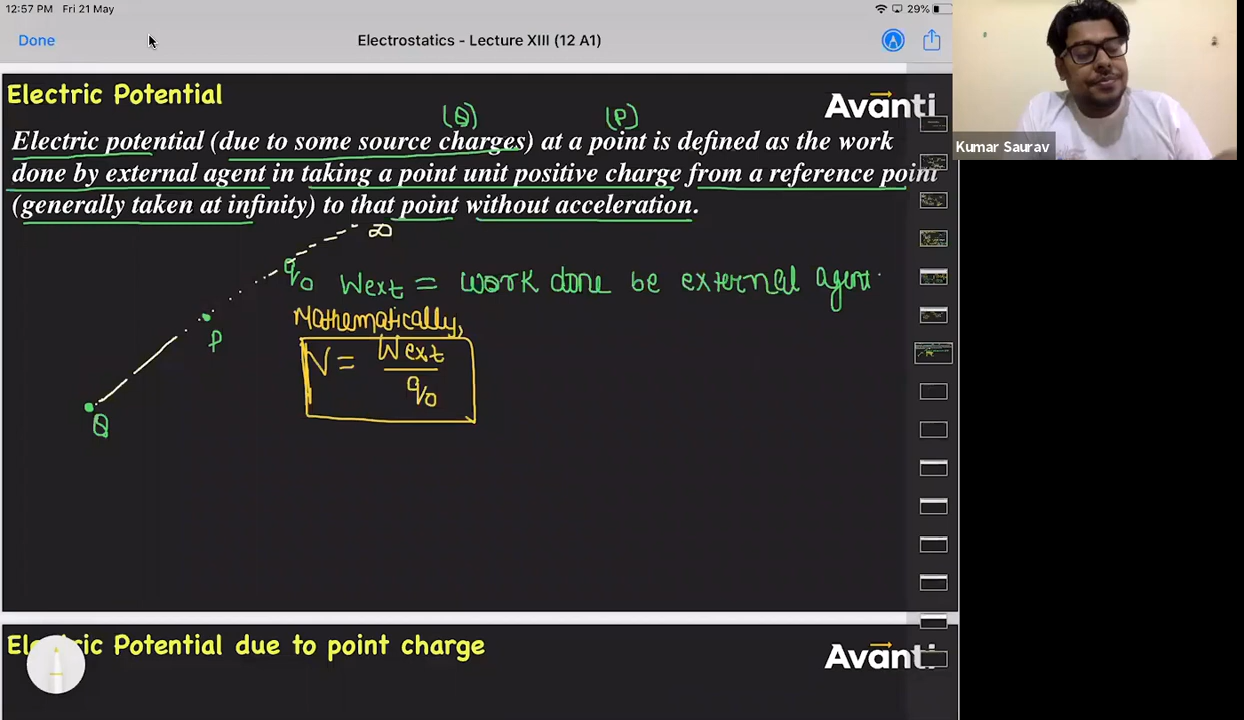 12:57 PM Fri 21 May
29%
Done
Electrostatics - Lecture XIII (12 A1)
Kumar Saurav
Electric Potential
Avanti
(Q) (P)
Electric potential (due to some source charges) at a point is defined as the work
done by external agent in taking a point unit positive charge from a reference point
(generally taken at infinity) to that point without acceleration.
∞
q0 Wext = work done be external agent
P
Mathematically,
V = Wext
q0
Q
Electric Potential due to point charge
Avanti